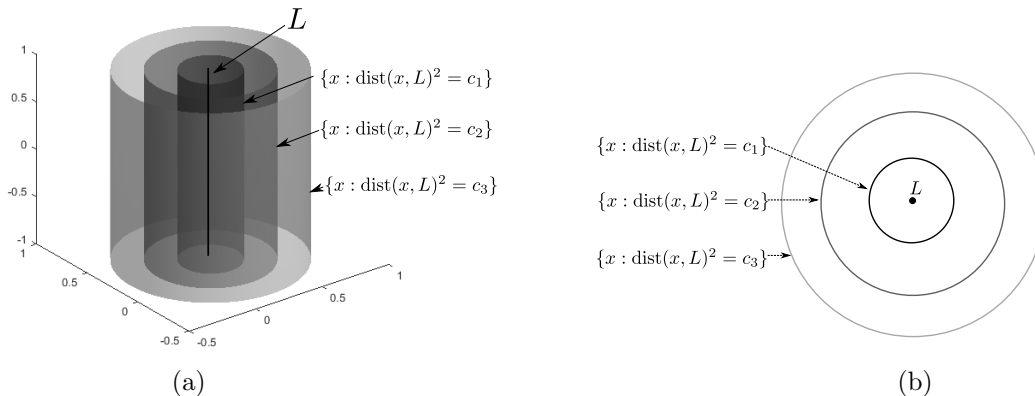 L
1
0.5
0
-0.5
-1
1
0.5
0
-0.5
-0.5
0
0.5
1
{x : dist(x, L)² = c₁}
{x : dist(x, L)² = c₂}
{x : dist(x, L)² = c₃}
(a)
{x : dist(x, L)² = c₁}
L
{x : dist(x, L)² = c₂}
{x : dist(x, L)² = c₃}
(b)